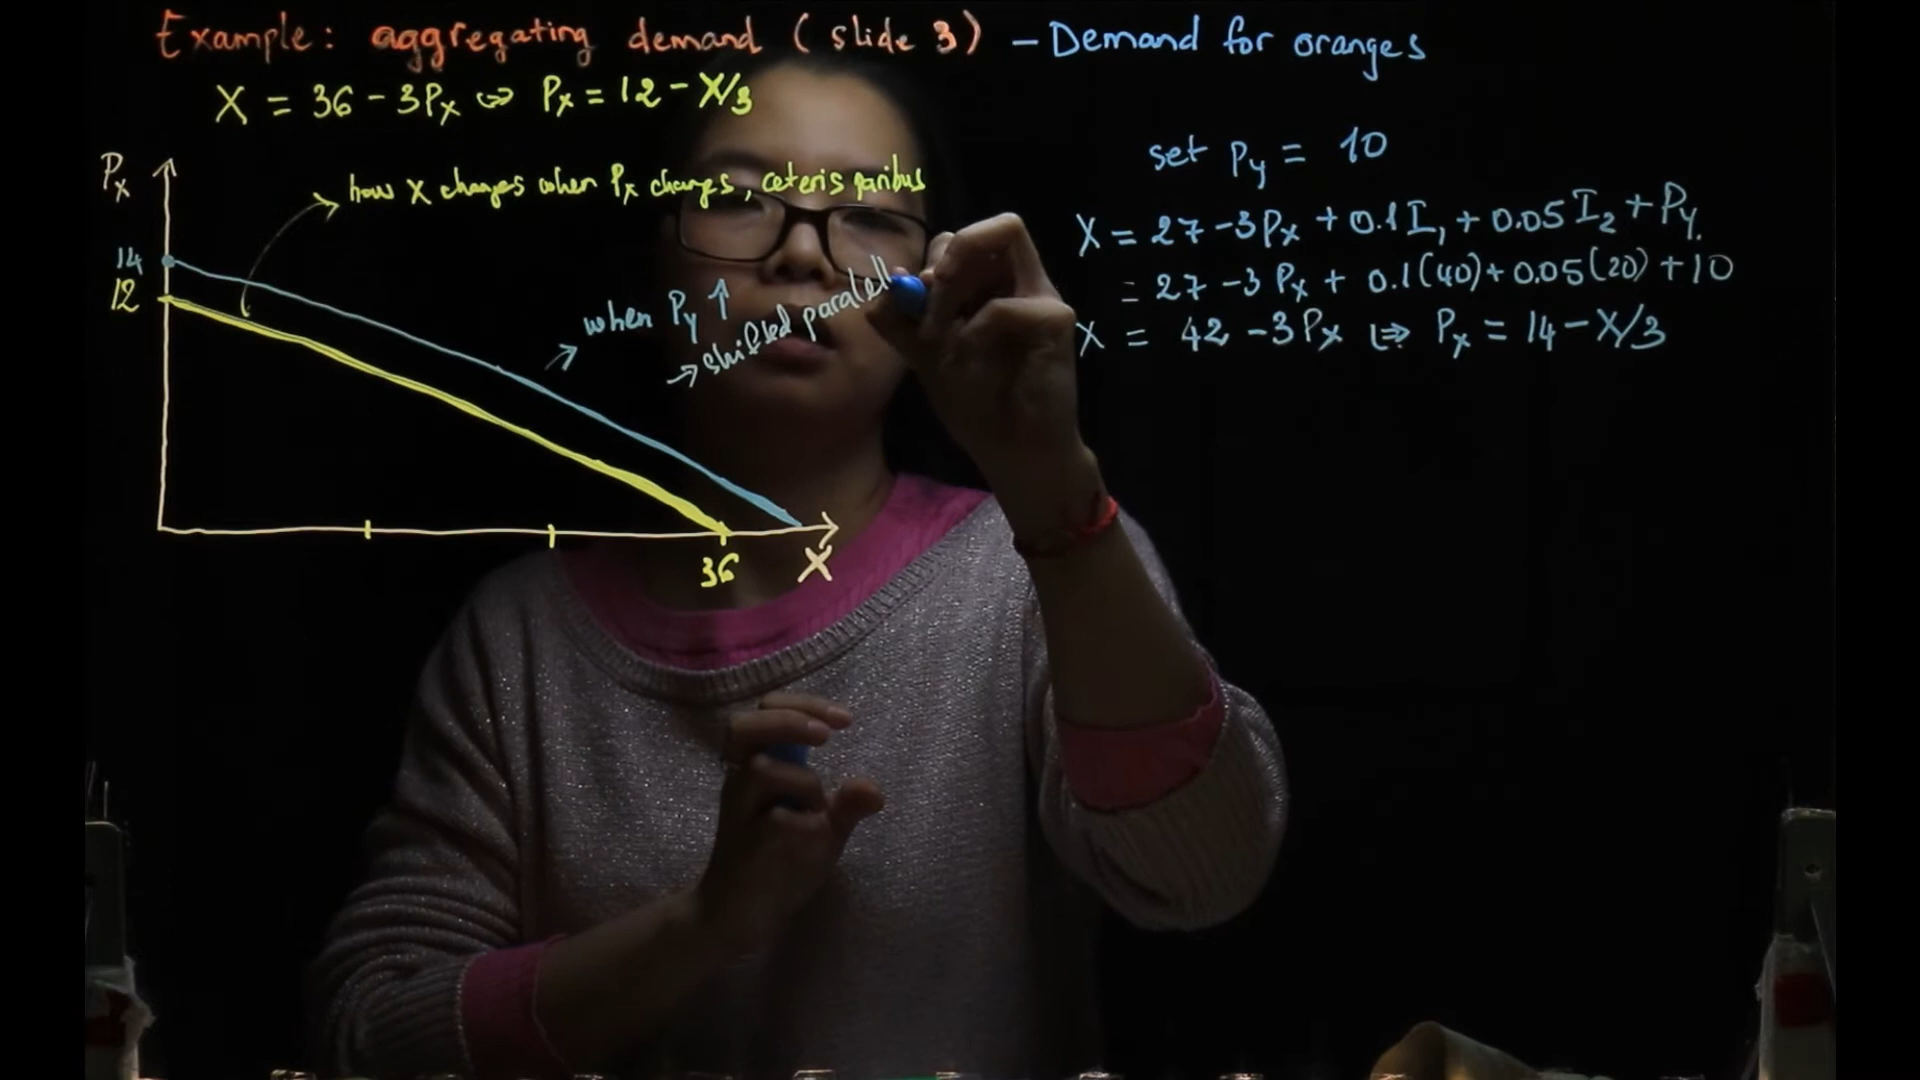 Example: aggregating demand (slide 3) – Demand for oranges
X = 36 - 3Px ⇔ Px = 12 - X/3
Px
how X changes when Px changes, ceteris paribus
14
12
when Py ↑
→ shifted parallel
36
X
set Py = 10
X = 27 - 3Px + 0.1 I1 + 0.05 I2 + Py.
= 27 - 3 Px + 0.1(40) + 0.05(20) + 10
X = 42 - 3Px ⇔ Px = 14 - X/3